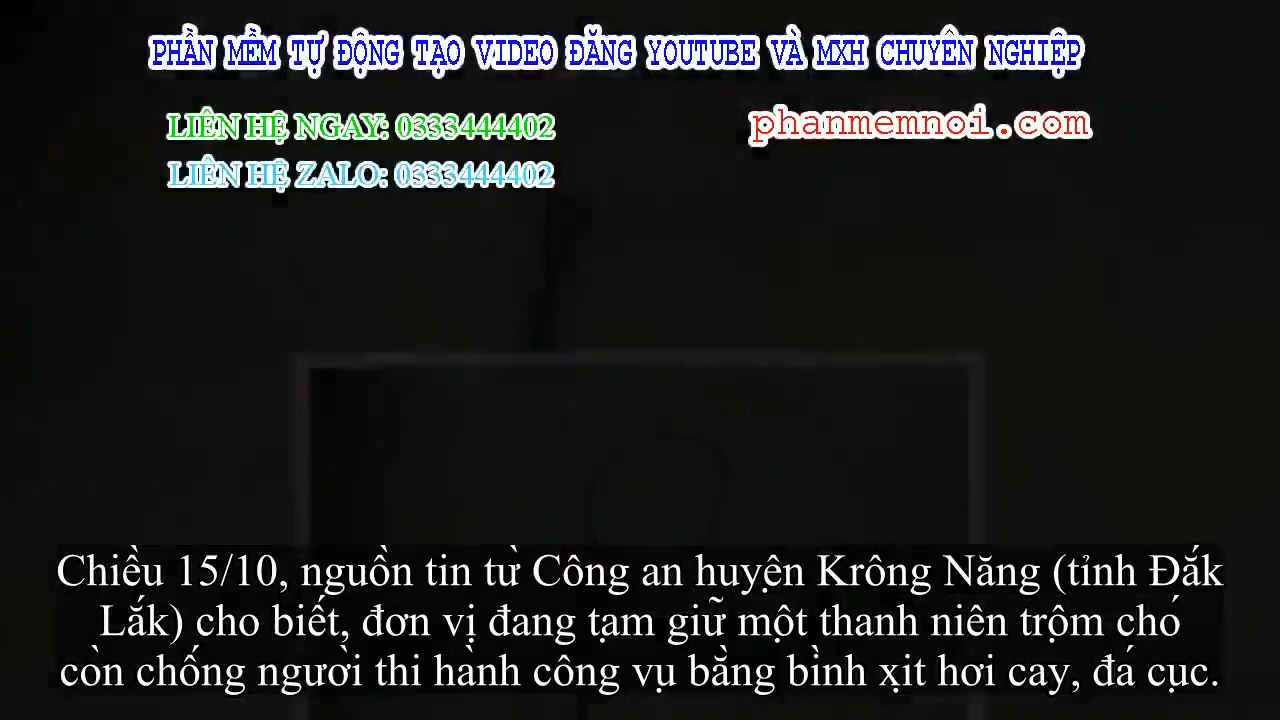 PHẦN MỀM TỰ ĐỘNG TẠO VIDEO ĐĂNG YOUTUBE VÀ MXH CHUYÊN NGHIỆP
LIÊN HỆ NGAY: 0333444402
phanmemnoi.com
LIÊN HỆ ZALO: 0333444402
Chiều 15/10, nguồn tin từ Công an huyện Krông Năng (tỉnh Đắk
Lắk) cho biết, đơn vị đang tạm giữ một thanh niên trộm chó
còn chống người thi hành công vụ bằng bình xịt hơi cay, đá cục.